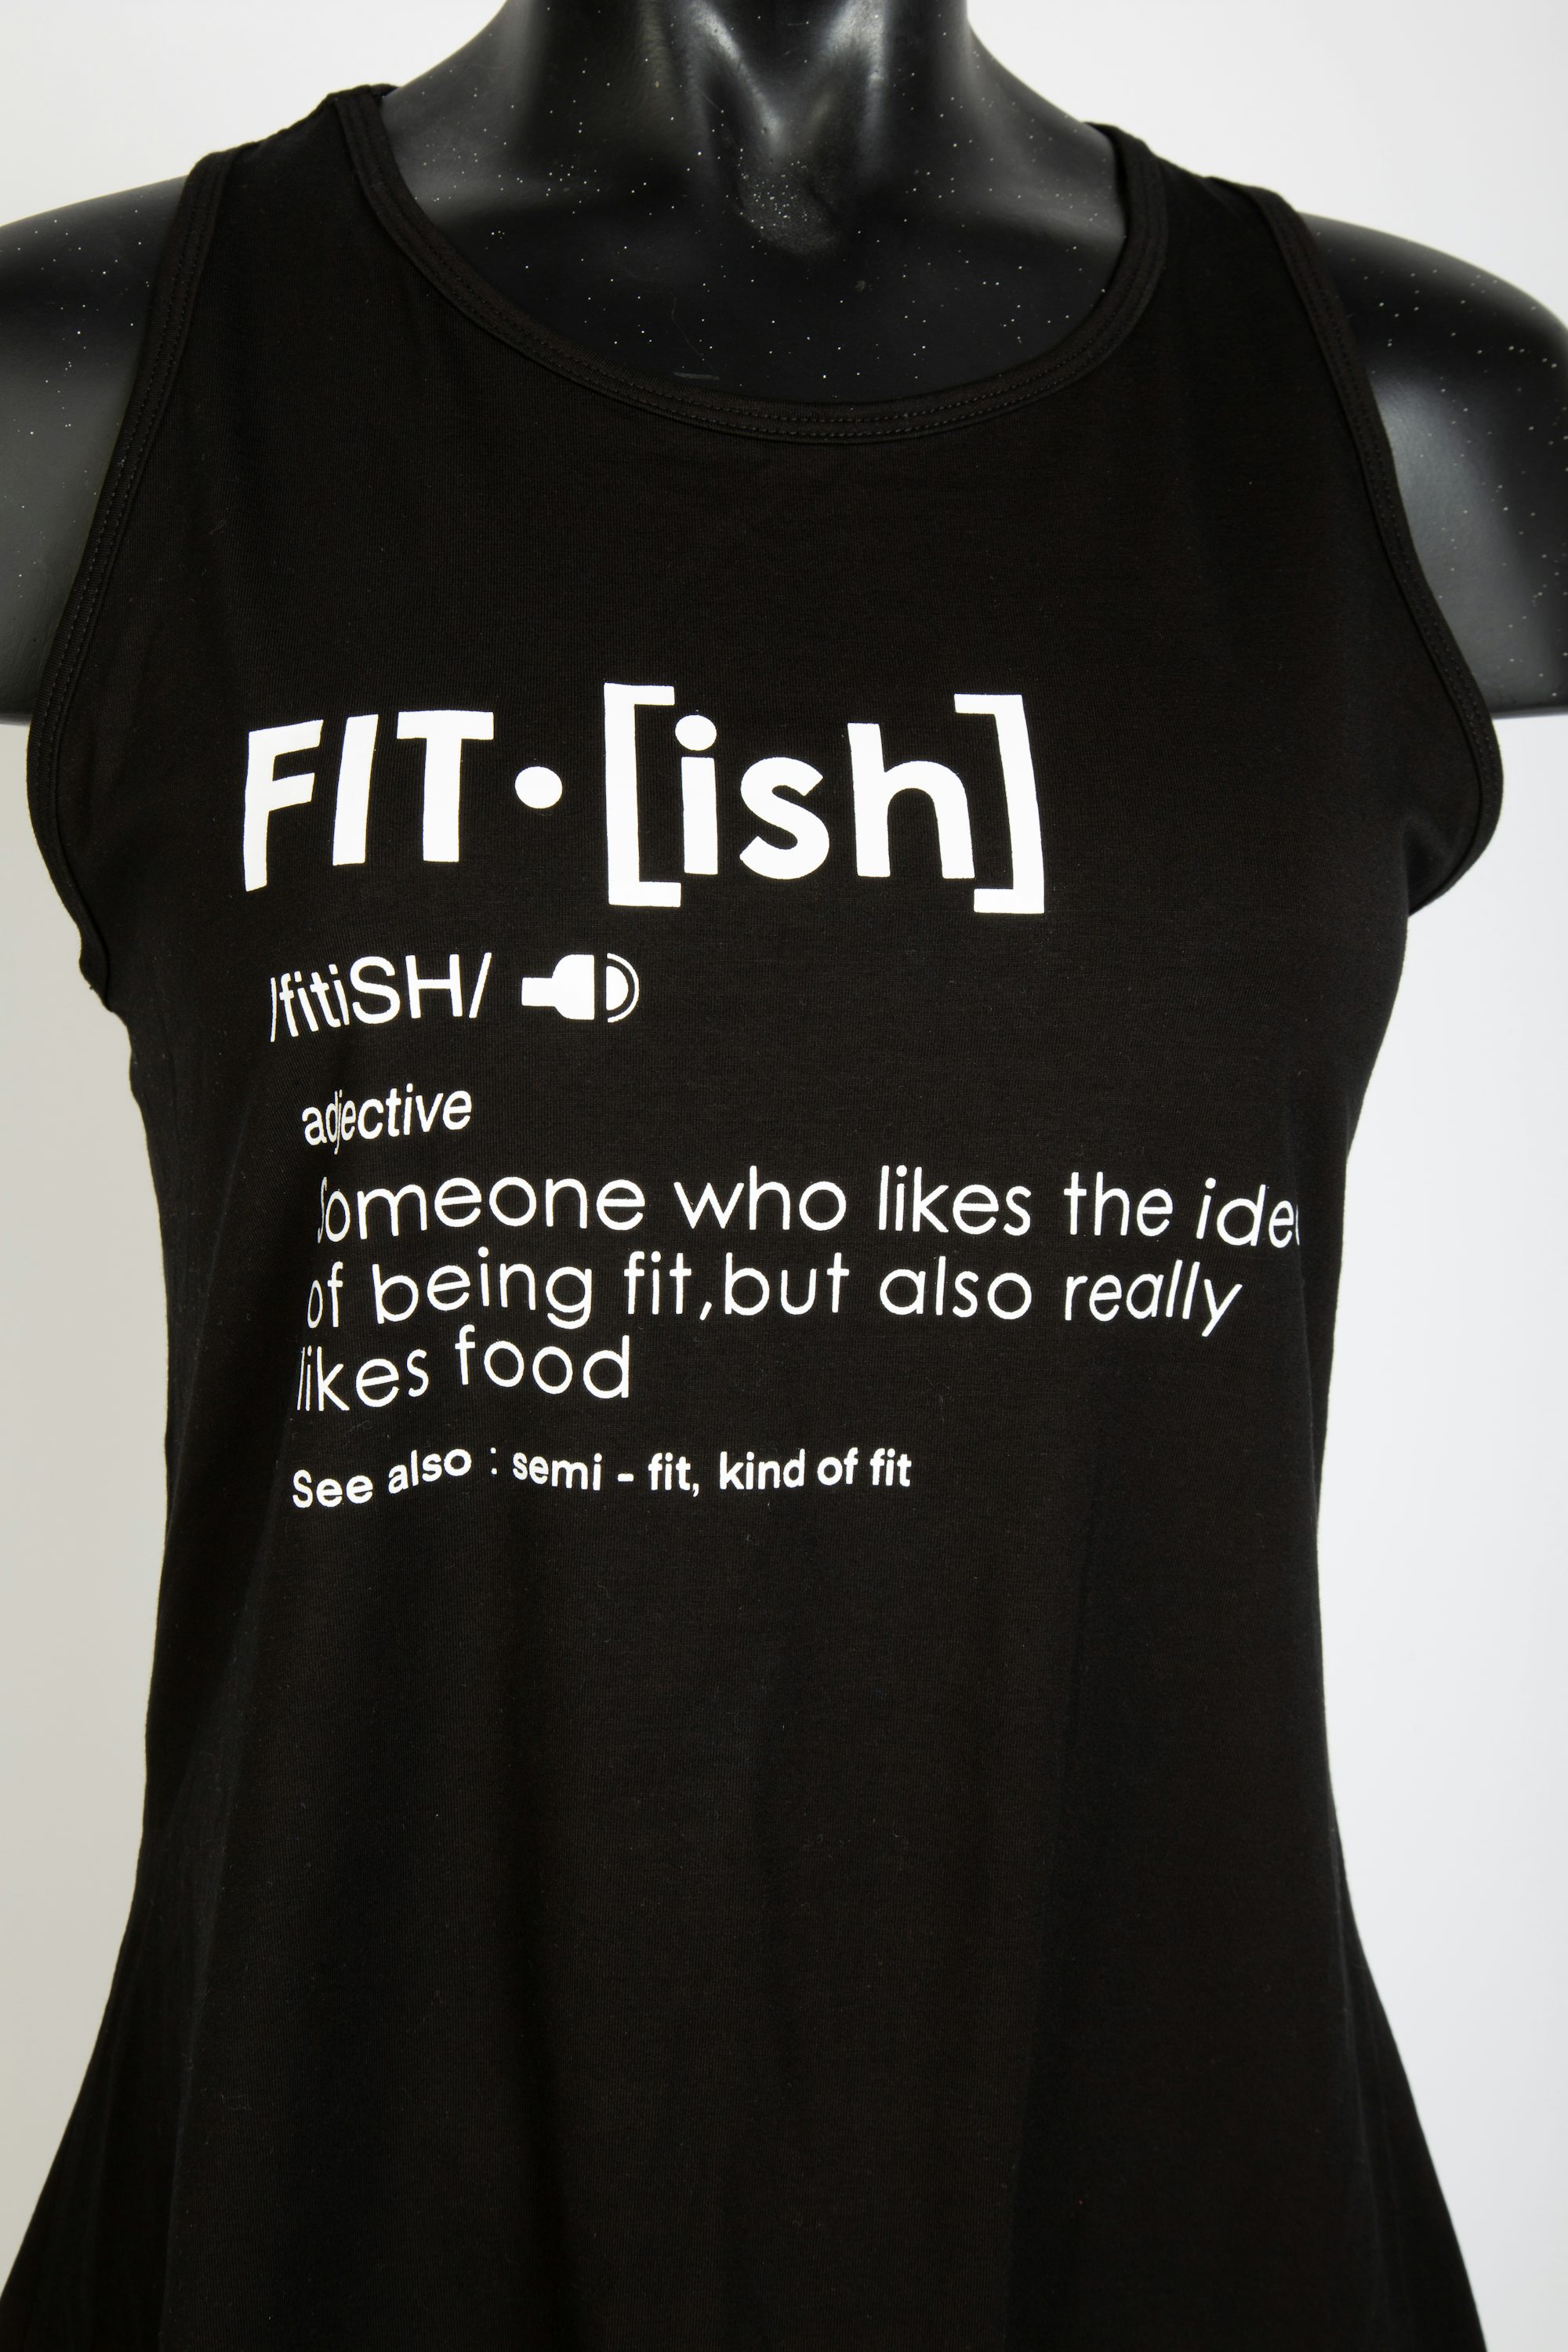 FIT·[ish]
/fitiSH/
adjective
Someone who likes the idea
of being fit,but also really
likes food
See also : semi - fit, kind of fit